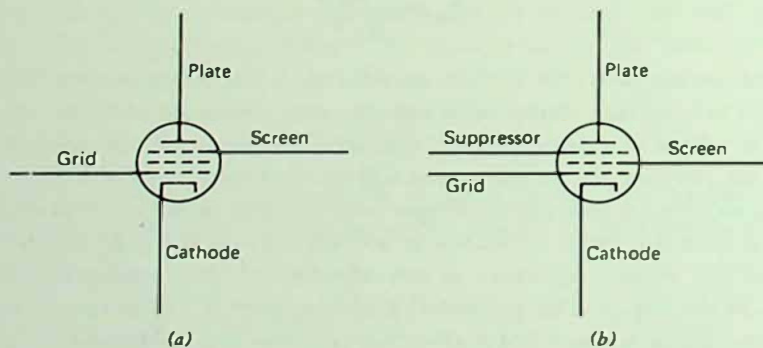 Plate
Grid
Screen
Cathode
(a)
Plate
Suppressor
Grid
Screen
Cathode
(b)